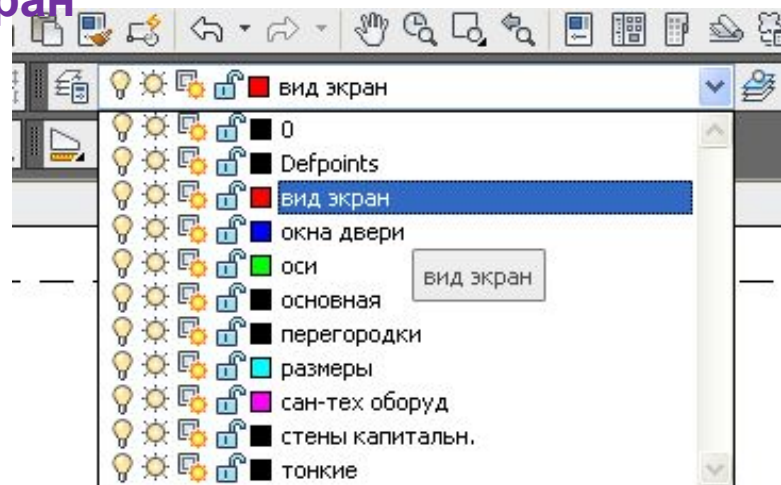 ран
вид экран
0
Defpoints
вид экран
окна двери
оси
вид экран
основная
перегородки
размеры
сан-тех оборуд
стены капитальн.
тонкие